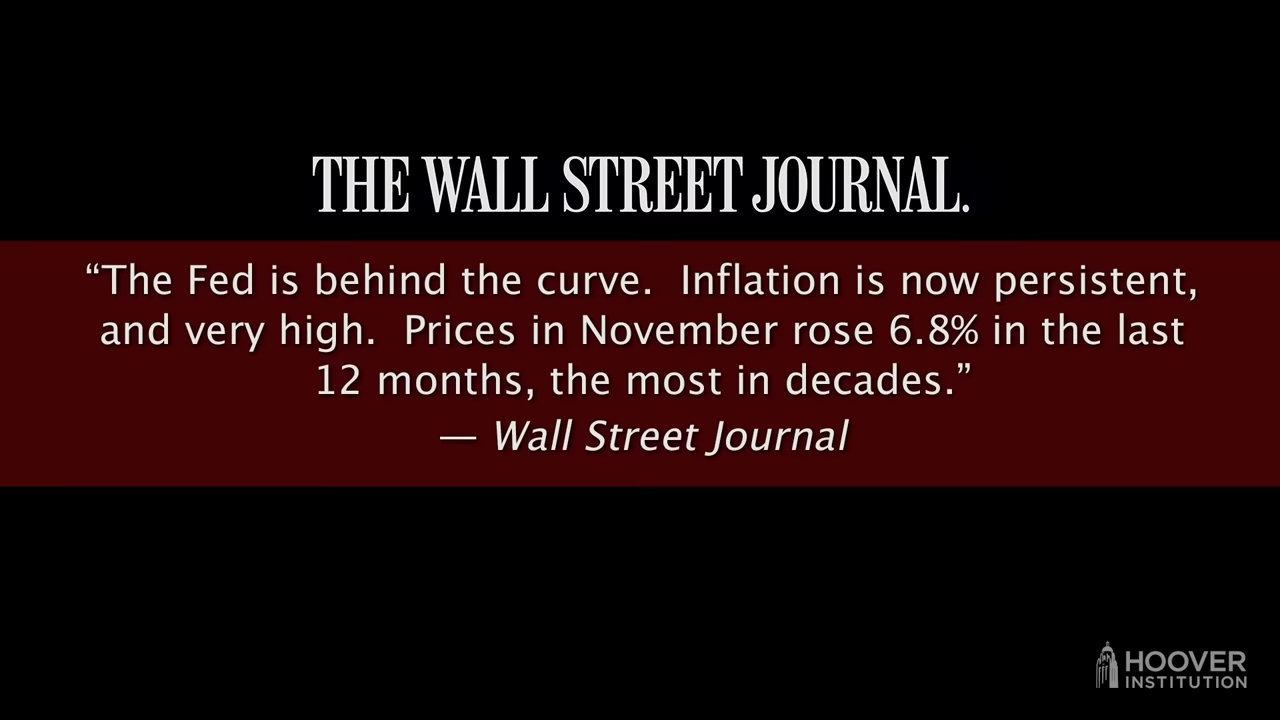 THE WALL STREET JOURNAL.
“The Fed is behind the curve.  Inflation is now persistent,
and very high.  Prices in November rose 6.8% in the last
12 months, the most in decades.”
— Wall Street Journal
HOOVER
INSTITUTION